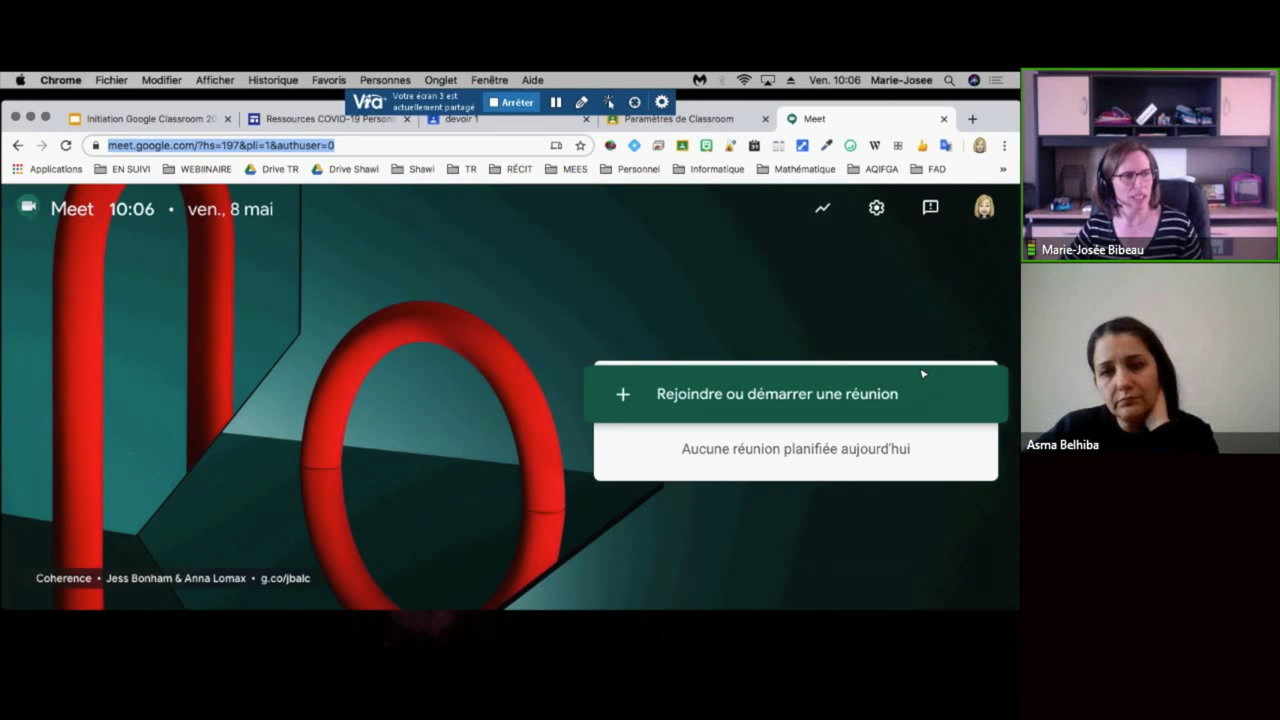 Chrome Fichier Modifier Afficher Historique Favoris Personnes Onglet Fenêtre Aide Ven. 10:06 Marie-Josee
Via Votre écran 3 est
actuellement partagé
Arrêter
Initiation Google Classroom 20 Ressources COVID-19 Personn devoir 1 Paramètres de Classroom Meet
meet.google.com/?hs=197&pli=1&authuser=0
Applications EN SUIVI WEBIINAIRE Drive TR Drive Shawi Shawi TR RÉCIT MEES Personnel Informatique Mathématique AQIFGA FAD »
Meet 10:06 • ven., 8 mai
Rejoindre ou démarrer une réunion
Aucune réunion planifiée aujourd'hui
Coherence • Jess Bonham & Anna Lomax • g.co/jbalc
Marie-Josée Bibeau
Asma Belhiba